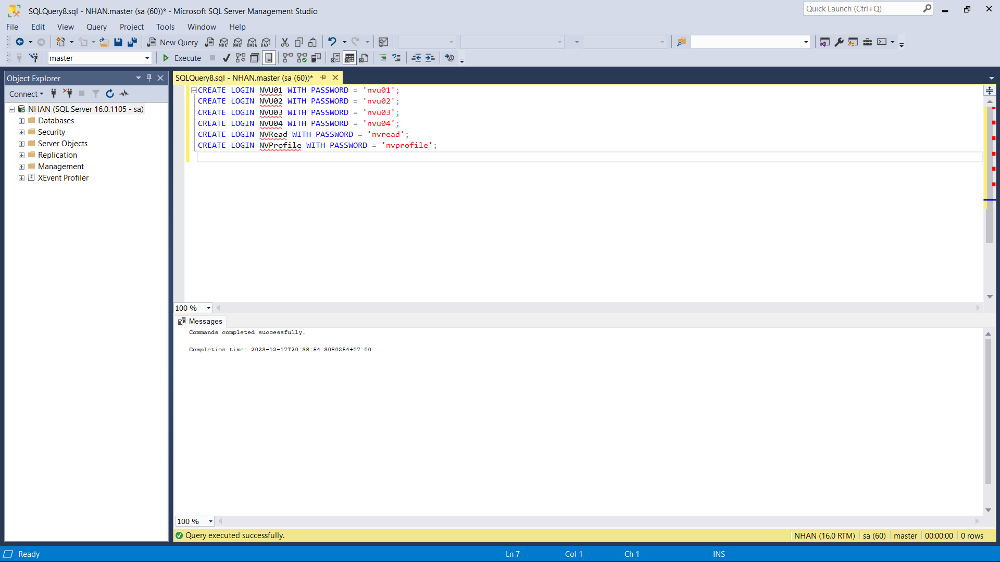 SQLQuery8.sql - NHAN.master (sa (60))* - Microsoft SQL Server Management Studio
Quick Launch (Ctrl+Q)
File Edit View Query Project Tools Window Help
New Query
MDX DMX XMLA DAX
master
Execute
Object Explorer
SQLQuery8.sql - NHAN.master (sa (60))*
Connect
NHAN (SQL Server 16.0.1105 - sa)
Databases
Security
Server Objects
Replication
Management
XEvent Profiler
CREATE LOGIN NVU01 WITH PASSWORD = 'nvu01';
CREATE LOGIN NVU02 WITH PASSWORD = 'nvu02';
CREATE LOGIN NVU03 WITH PASSWORD = 'nvu03';
CREATE LOGIN NVU04 WITH PASSWORD = 'nvu04';
CREATE LOGIN NVRead WITH PASSWORD = 'nvread';
CREATE LOGIN NVProfile WITH PASSWORD = 'nvprofile';
100 %
Messages
Commands completed successfully.
Completion time: 2023-12-17T20:38:54.3080254+07:00
100 %
Query executed successfully.
NHAN (16.0 RTM) sa (60) master 00:00:00 0 rows
Ready Ln 7 Col 1 Ch 1 INS